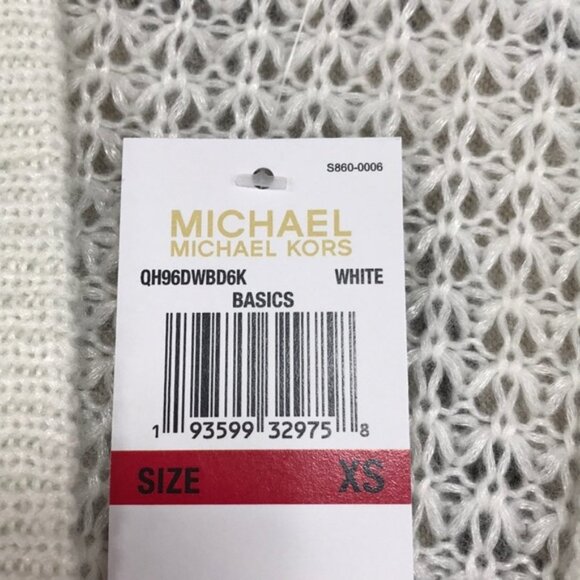 S860-0006
MICHAEL
MICHAEL KORS
QH96DWBD6K WHITE
BASICS
1 93599 32975 8
SIZE XS